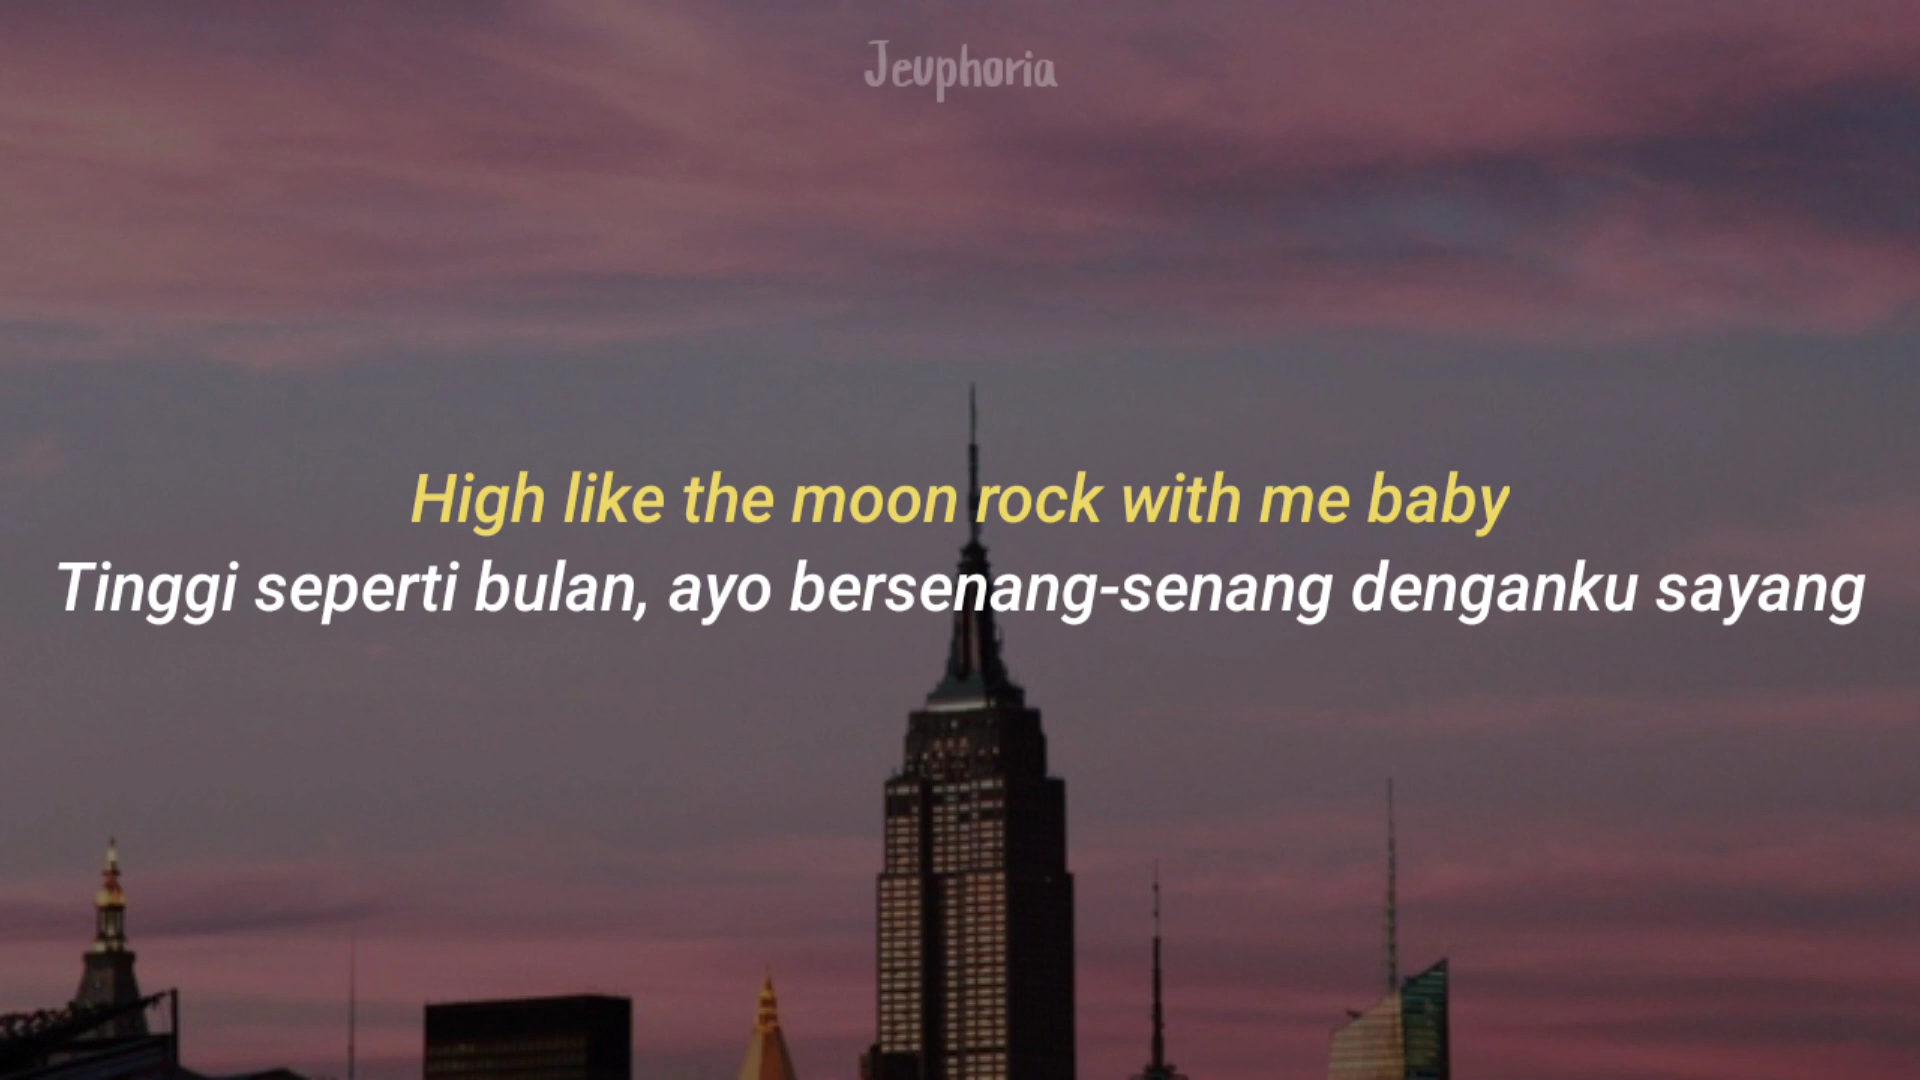 Jeuphoria
High like the moon rock with me baby
Tinggi seperti bulan, ayo bersenang-senang denganku sayang